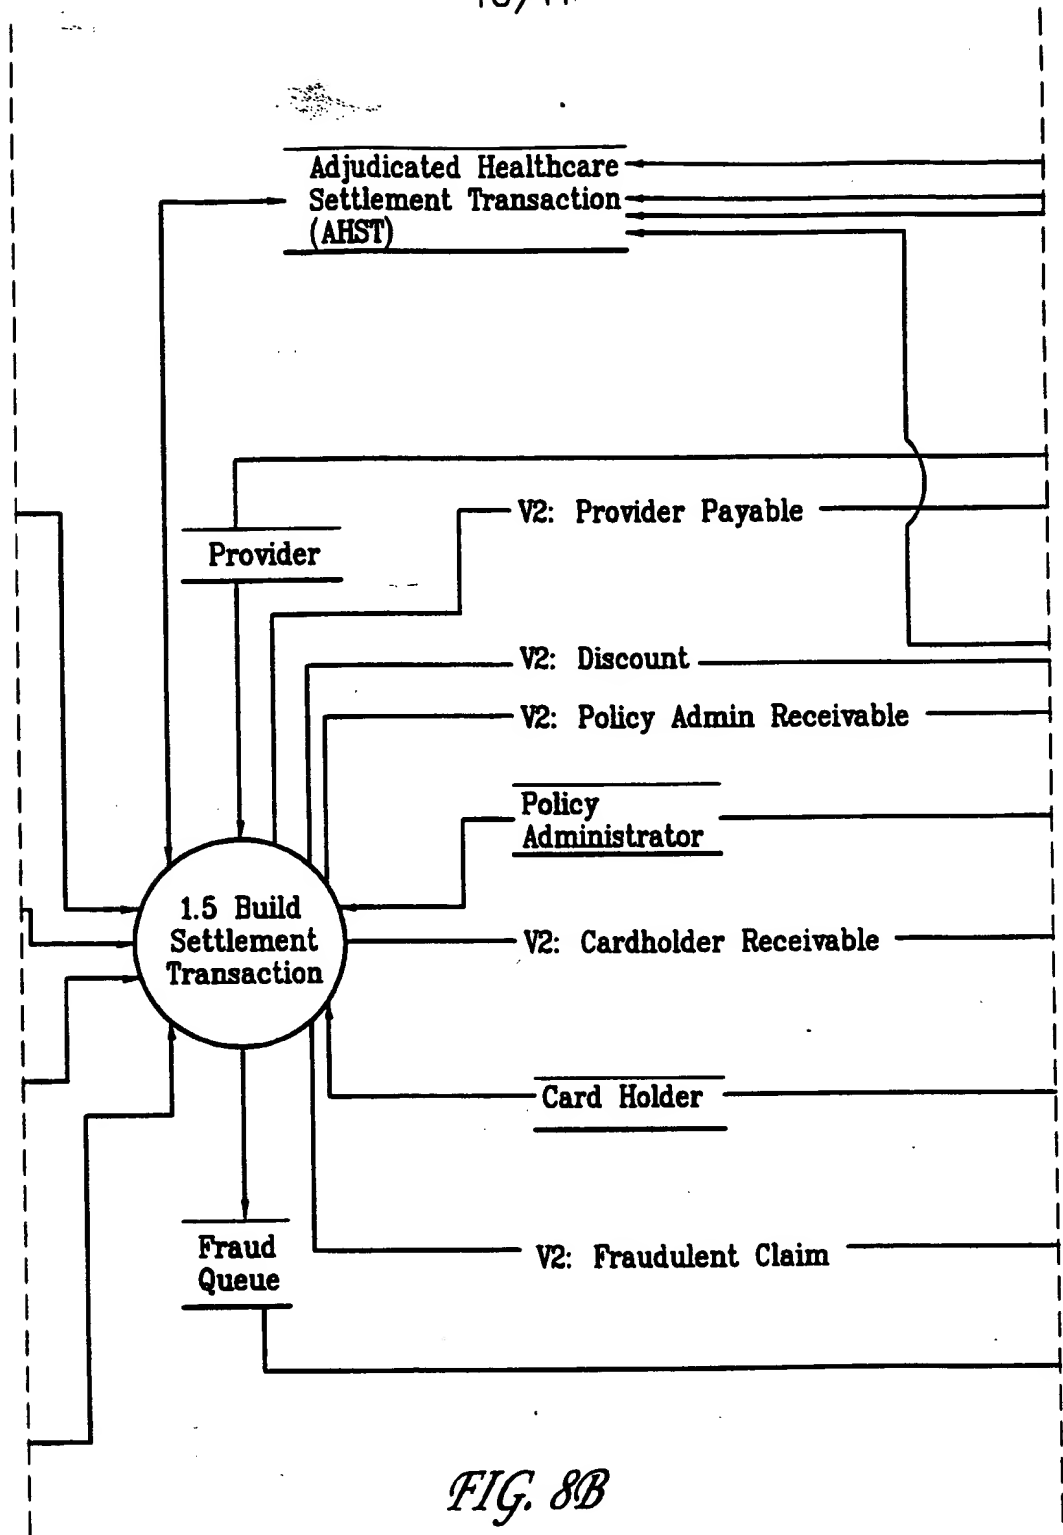 Adjudicated Healthcare
Settlement Transaction
(AHST)
V2: Provider Payable
Provider
V2: Discount
V2: Policy Admin Receivable
Policy
Administrator
1.5 Build
Settlement
Transaction
V2: Cardholder Receivable
Card Holder
Fraud
Queue
V2: Fraudulent Claim
FIG. 8B